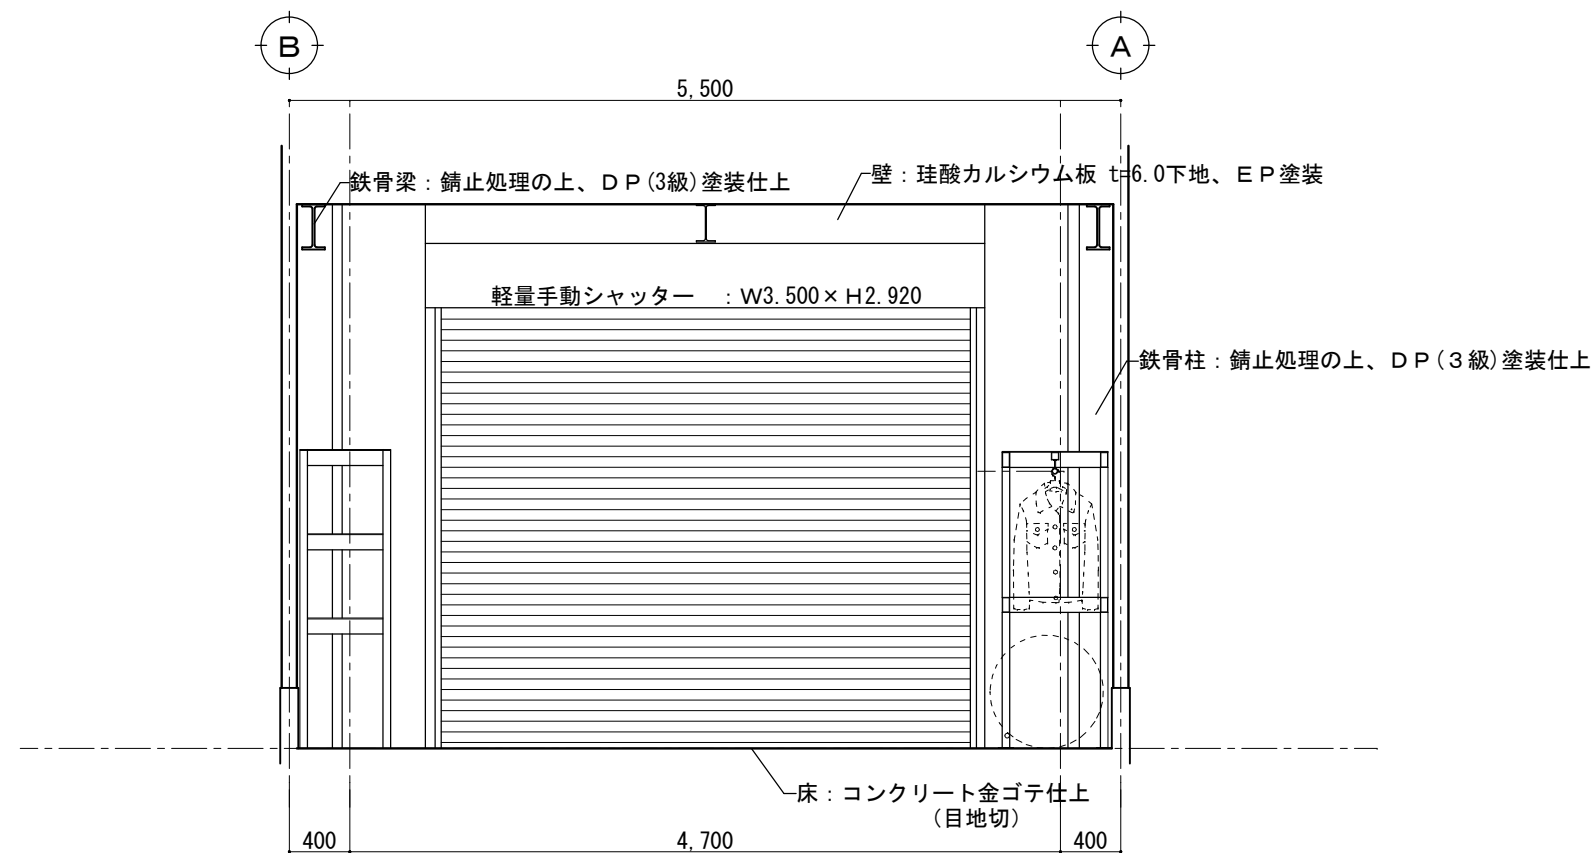 B
A
5,500
鉄骨梁：錆止処理の上、ＤＰ(3級)塗装仕上
壁：珪酸カルシウム板 t=6.0下地、ＥＰ塗装
軽量手動シャッター　：Ｗ3.500×Ｈ2.920
鉄骨柱：錆止処理の上、ＤＰ(３級)塗装仕上
床：コンクリート金ゴテ仕上
（目地切）
400
4,700
400